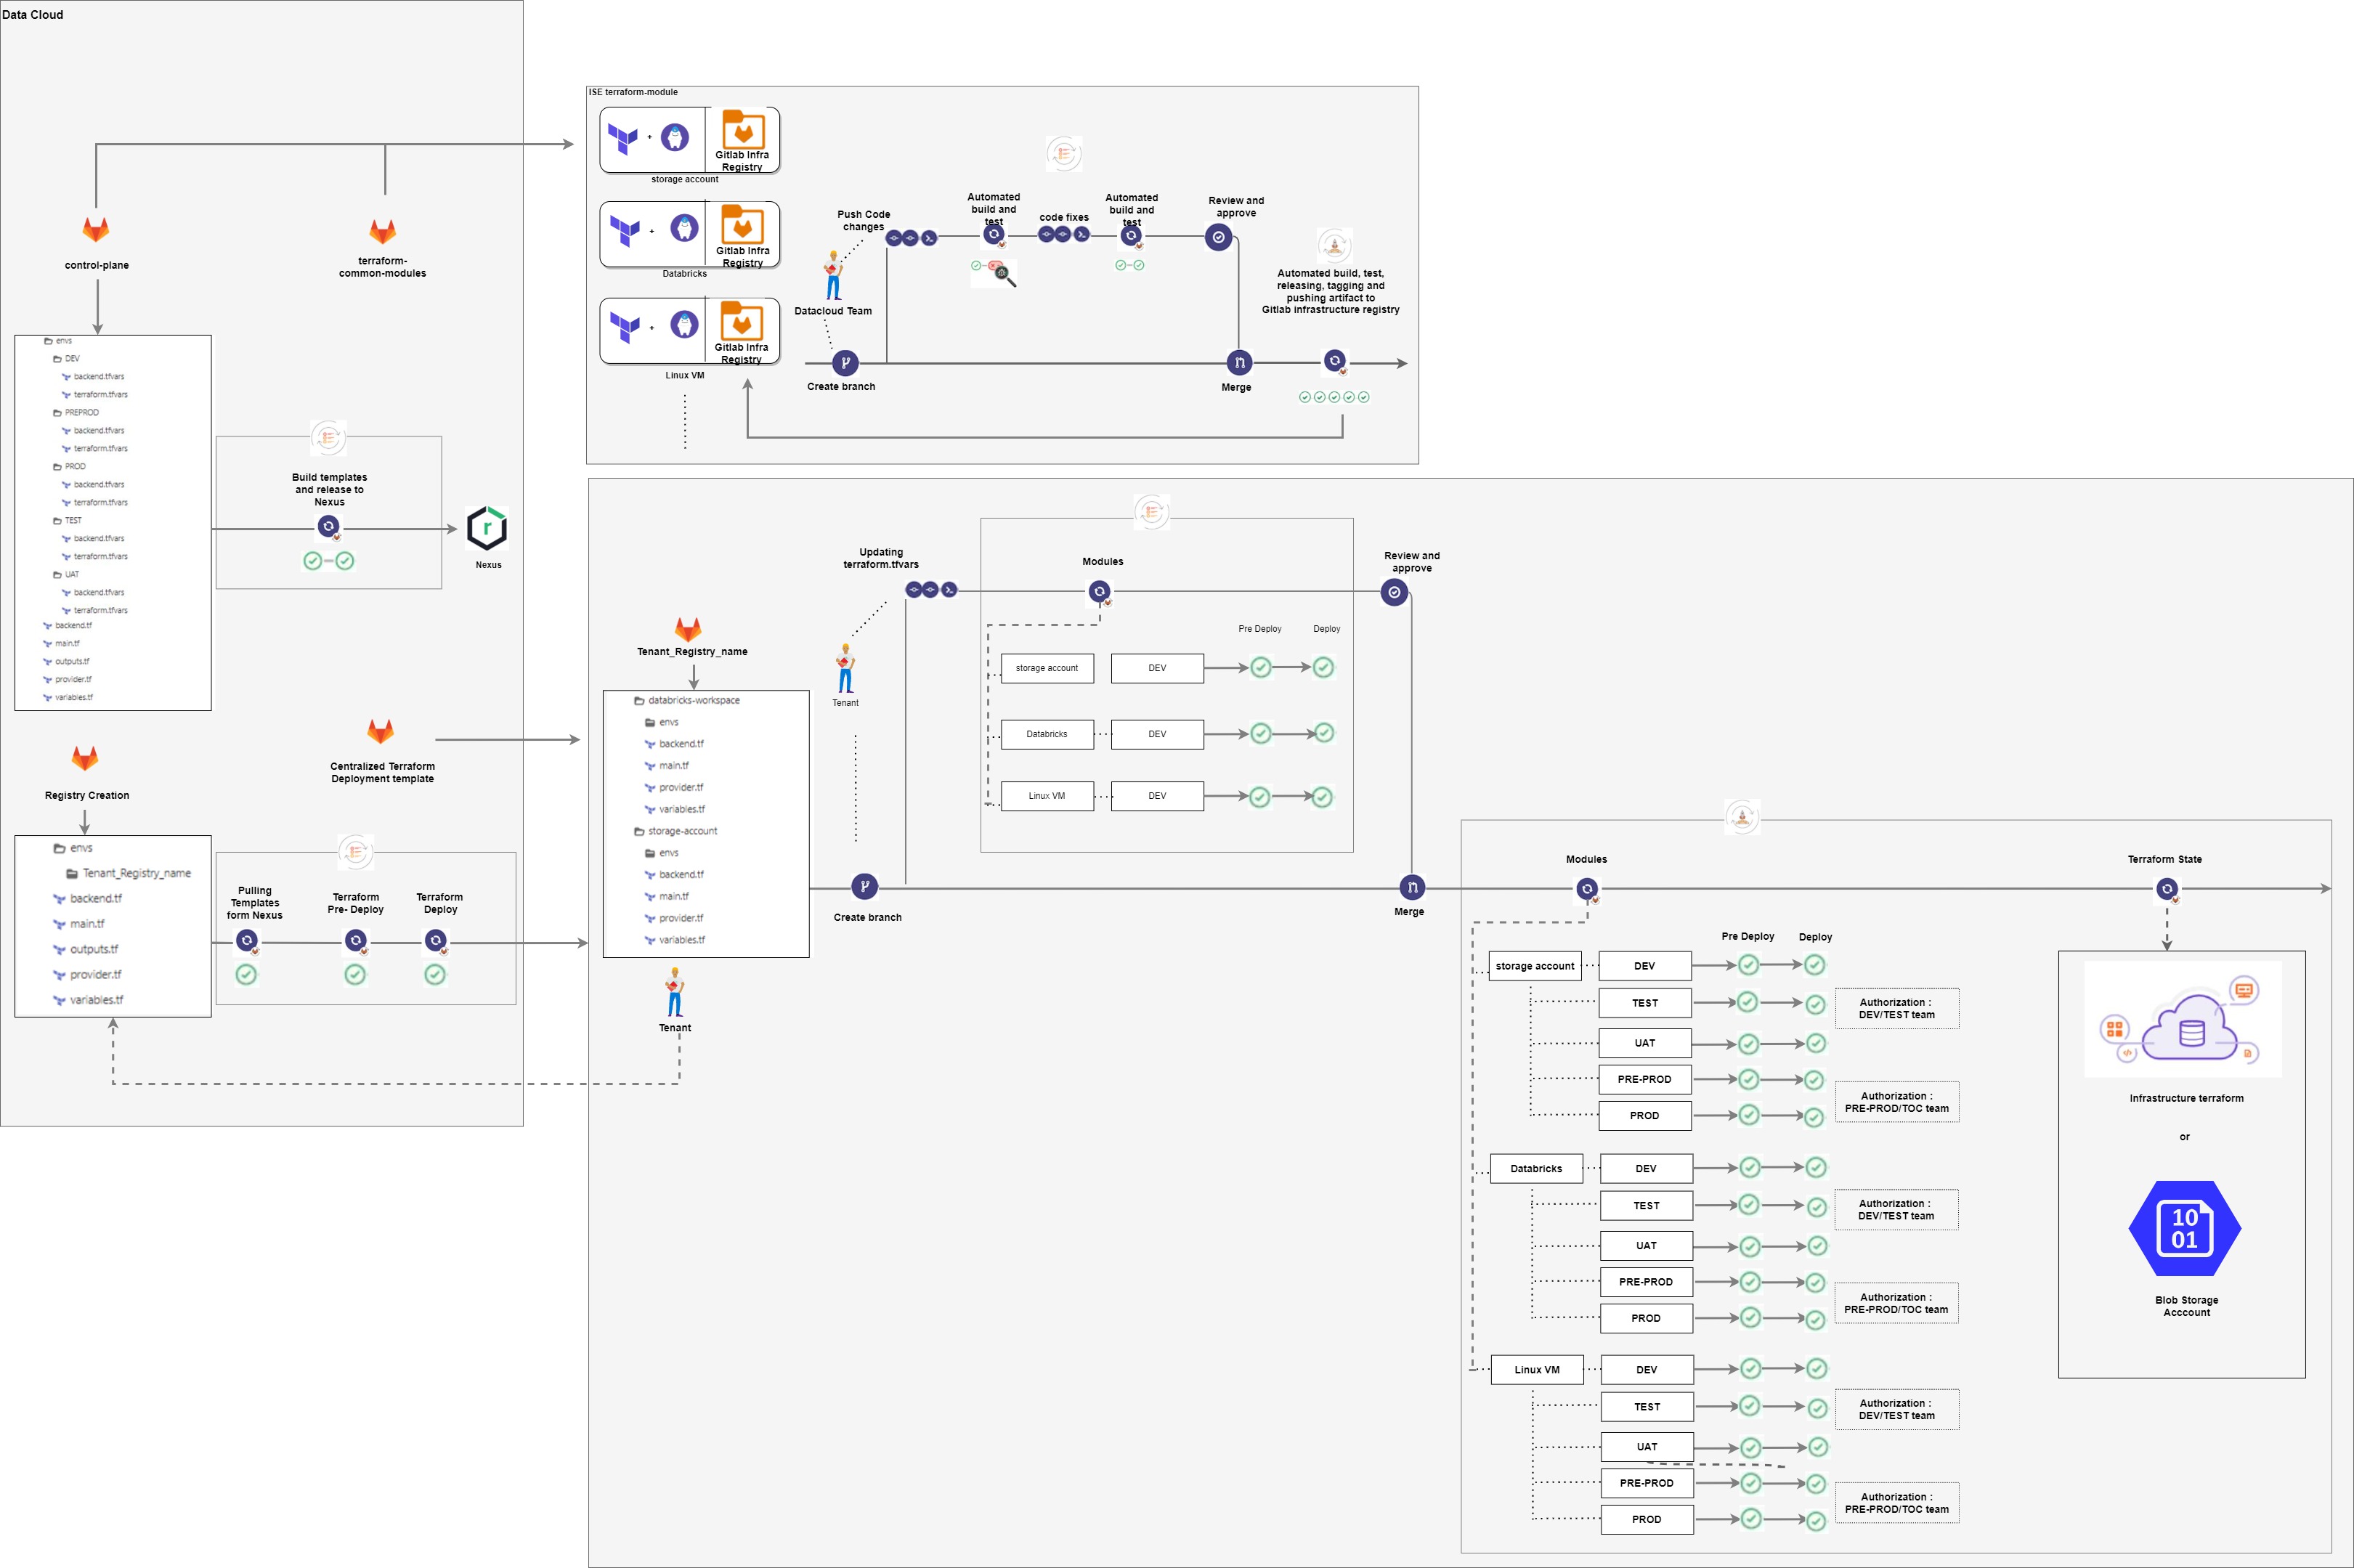 Data Cloud
control-plane
terraform-
common-modules
envs
DEV
backend.tfvars
terraform.tfvars
PREPROD
backend.tfvars
terraform.tfvars
PROD
backend.tfvars
terraform.tfvars
TEST
backend.tfvars
terraform.tfvars
UAT
backend.tfvars
terraform.tfvars
backend.tf
main.tf
outputs.tf
provider.tf
variables.tf
Build templates
and release to
Nexus
r
Nexus
Centralized Terraform
Deployment template
Registry Creation
envs
Tenant_Registry_name
backend.tf
main.tf
outputs.tf
provider.tf
variables.tf
Pulling
Templates
form Nexus
Terraform
Pre- Deploy
Terraform
Deploy
ISE terraform-module
+
Gitlab Infra
Registry
storage account
+
Gitlab Infra
Registry
Databricks
+
Gitlab Infra
Registry
Linux VM
Push Code
changes
Datacloud Team
Create branch
Automated
build and
test
code fixes
Automated
build and
test
Review and
approve
Merge
Automated build, test,
releasing, tagging and
pushing artifact to
Gitlab infrastructure registry
Tenant_Registry_name
databricks-workspace
envs
backend.tf
main.tf
provider.tf
variables.tf
storage-account
envs
backend.tf
main.tf
provider.tf
variables.tf
Tenant
Updating
terraform.tfvars
Tenant
Create branch
Modules
Pre Deploy
Deploy
storage account
DEV
Databricks
DEV
Linux VM
DEV
Review and
approve
Merge
Modules
Terraform State
Pre Deploy
Deploy
storage account
DEV
TEST
UAT
PRE-PROD
PROD
Authorization :
DEV/TEST team
Authorization :
PRE-PROD/TOC team
Databricks
DEV
TEST
UAT
PRE-PROD
PROD
Authorization :
DEV/TEST team
Authorization :
PRE-PROD/TOC team
Linux VM
DEV
TEST
UAT
PRE-PROD
PROD
Authorization :
DEV/TEST team
Authorization :
PRE-PROD/TOC team
Infrastructure terraform
or
10
01
Blob Storage
Acccount